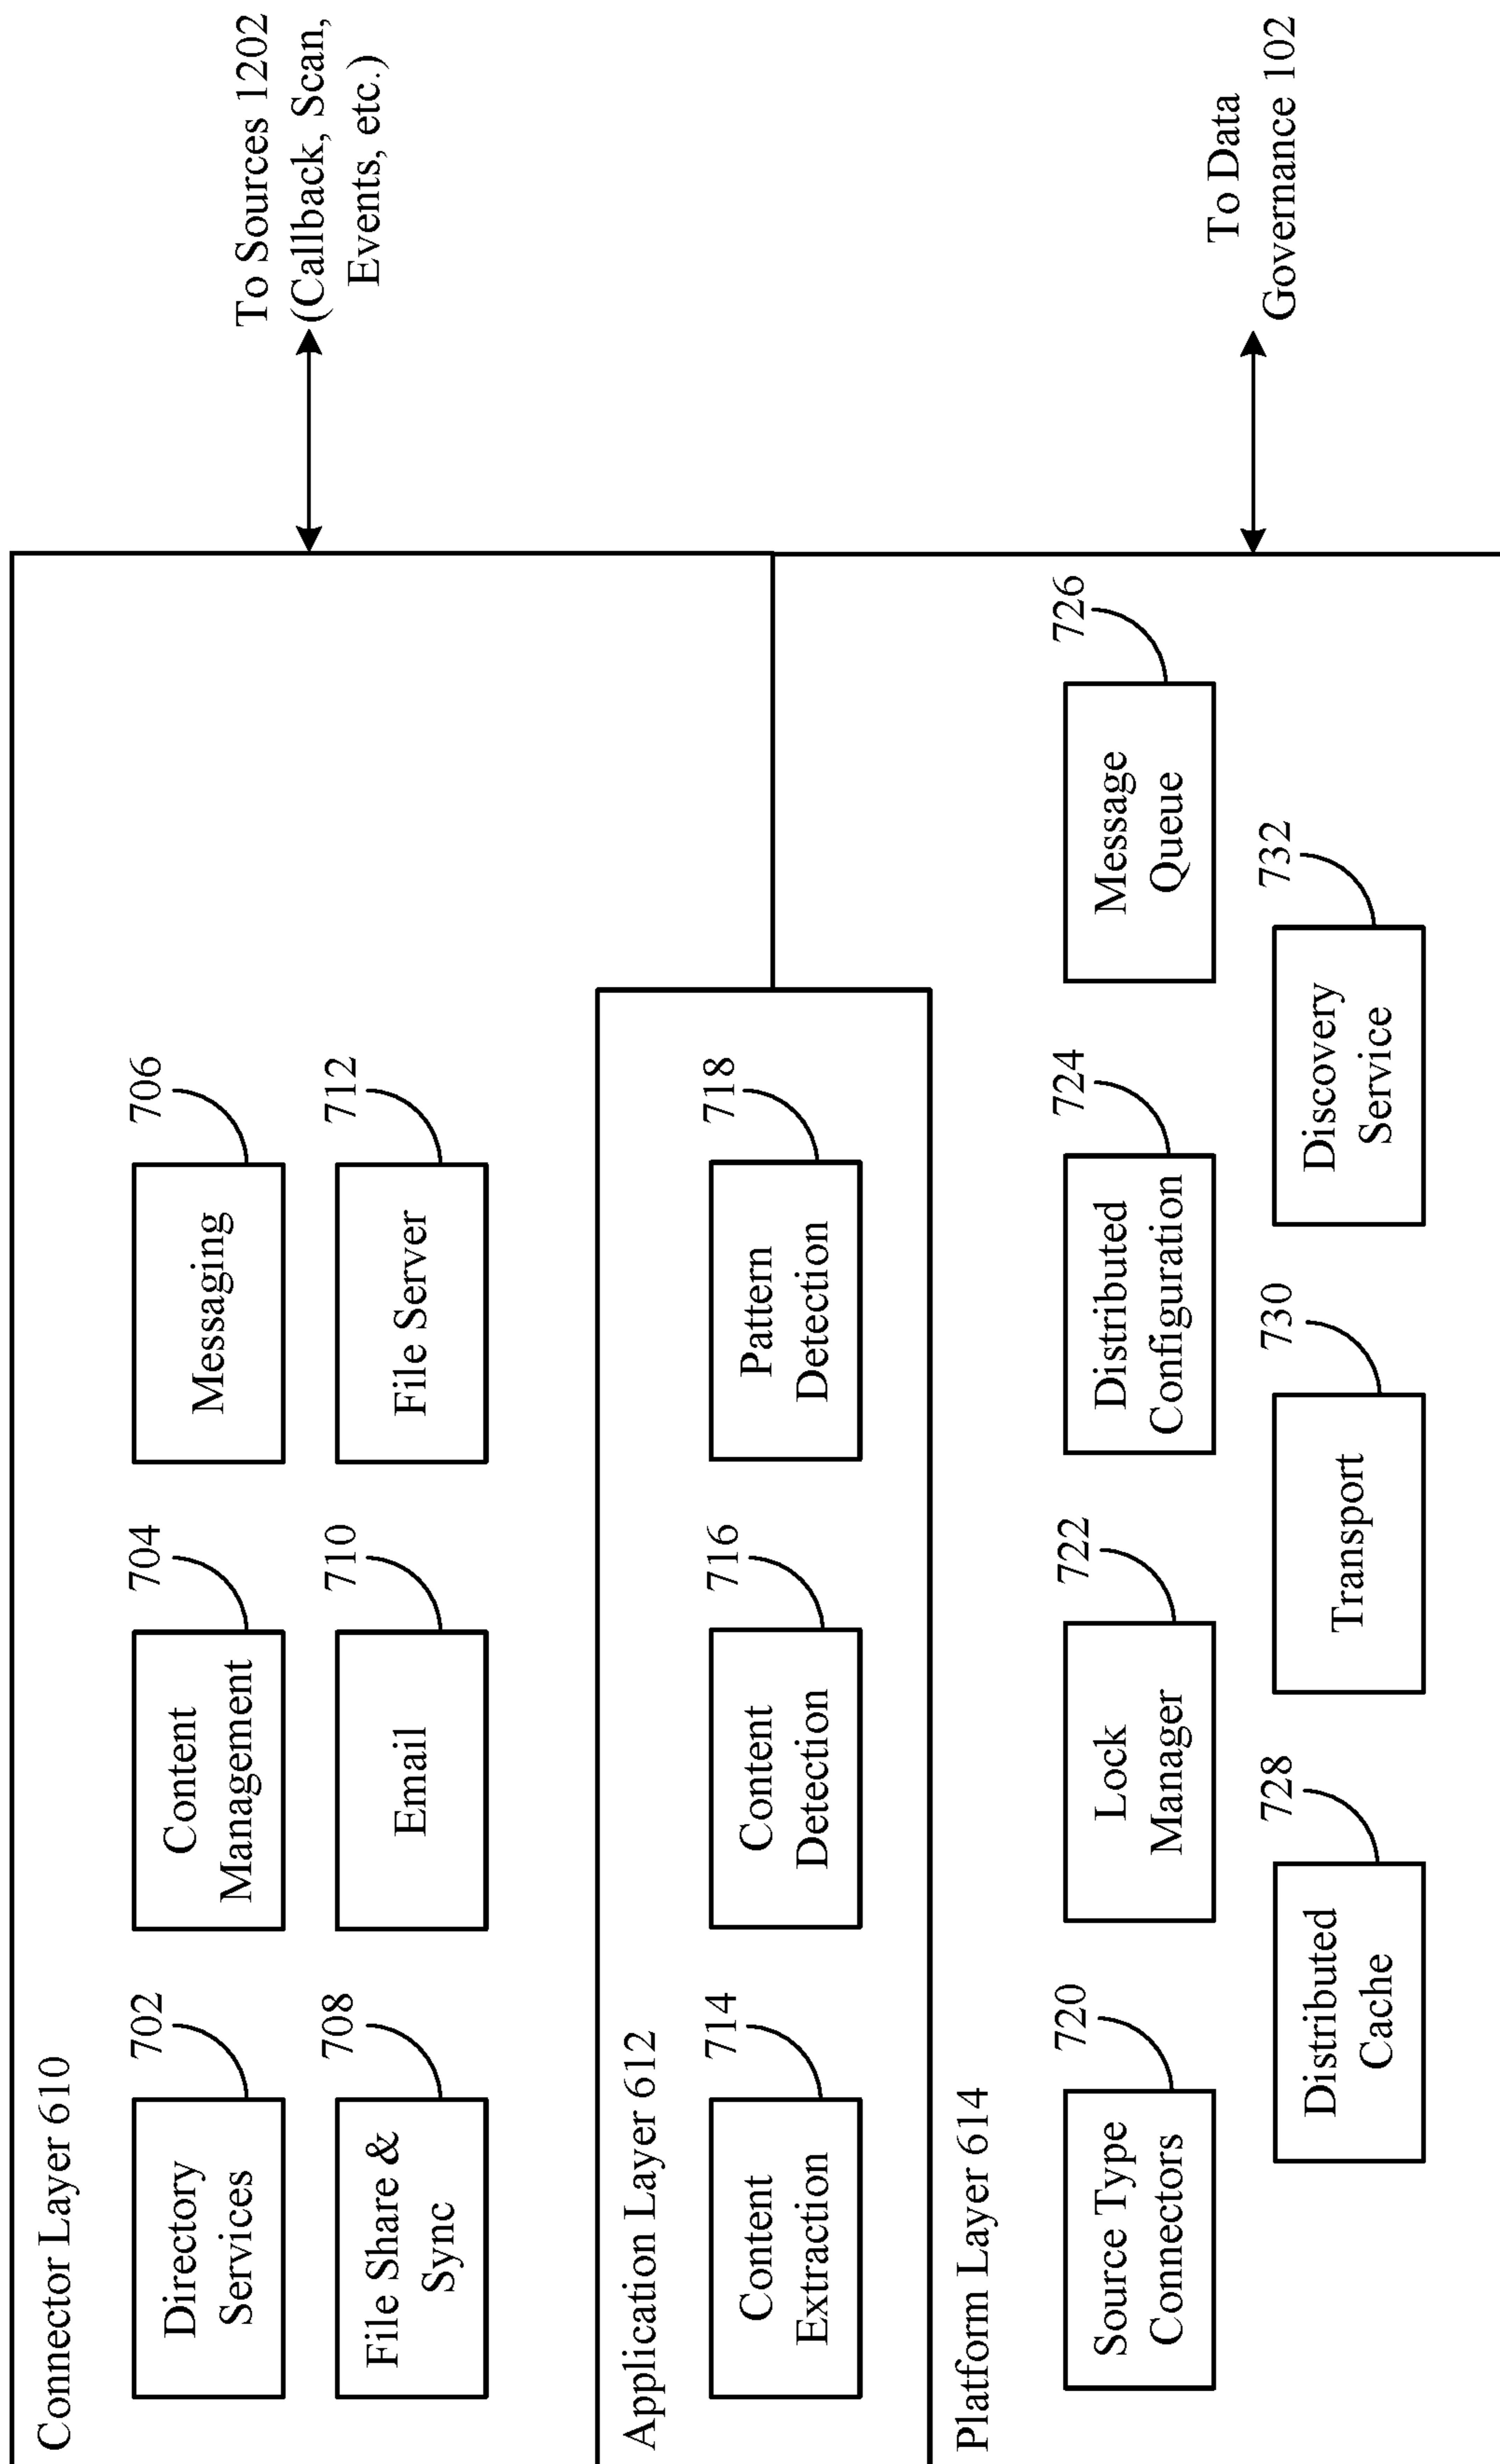 Connector Layer 610
702
Directory
Services
704
Content
Management
706
Messaging
708
File Share &
Sync
710
Email
712
File Server
To Sources 1202
(Callback, Scan,
Events, etc.)
Application Layer 612
714
Content
Extraction
716
Content
Detection
718
Pattern
Detection
Platform Layer 614
720
Source Type
Connectors
722
Lock
Manager
724
Distributed
Configuration
726
Message
Queue
728
Distributed
Cache
730
Transport
732
Discovery
Service
To Data
Governance 102